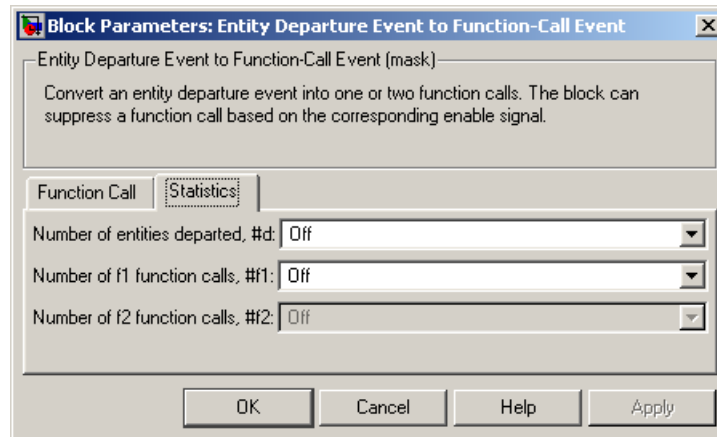 Block Parameters: Entity Departure Event to Function-Call Event
Entity Departure Event to Function-Call Event (mask)
Convert an entity departure event into one or two function calls. The block can
suppress a function call based on the corresponding enable signal.
Function Call Statistics
Number of entities departed, #d: Off
Number of f1 function calls, #f1: Off
Number of f2 function calls, #f2: Off
OK Cancel Help Apply